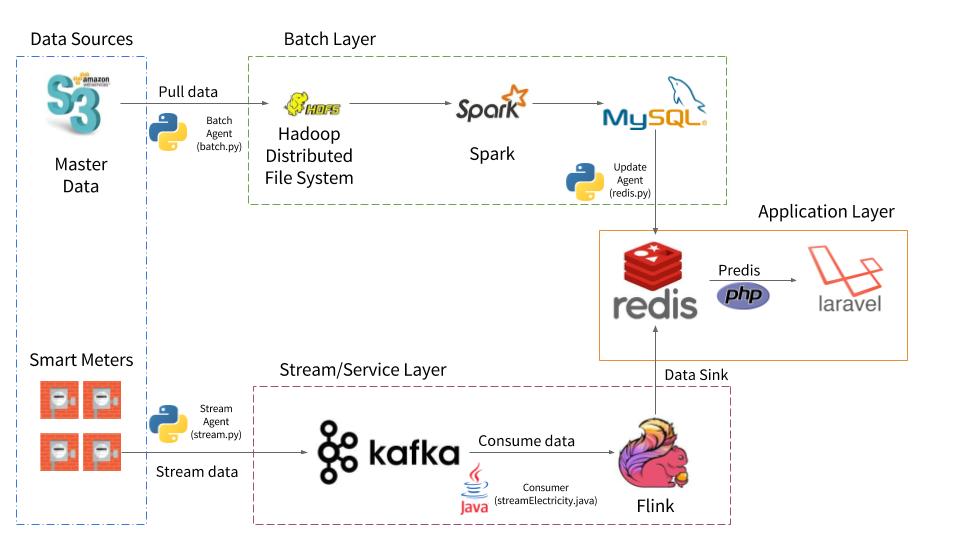 Data Sources
Batch Layer
amazon
S3
Pull data
Batch
Agent
(batch.py)
HDFS
Hadoop
Distributed
File System
Spark
Spark
MySQL
Master
Data
Update
Agent
(redis.py)
Application Layer
redis
Predis
php
laravel
Smart Meters
Stream/Service Layer
Data Sink
Stream
Agent
(stream.py)
Stream data
kafka
Consume data
Java
Consumer
(streamElectricity.java)
Flink